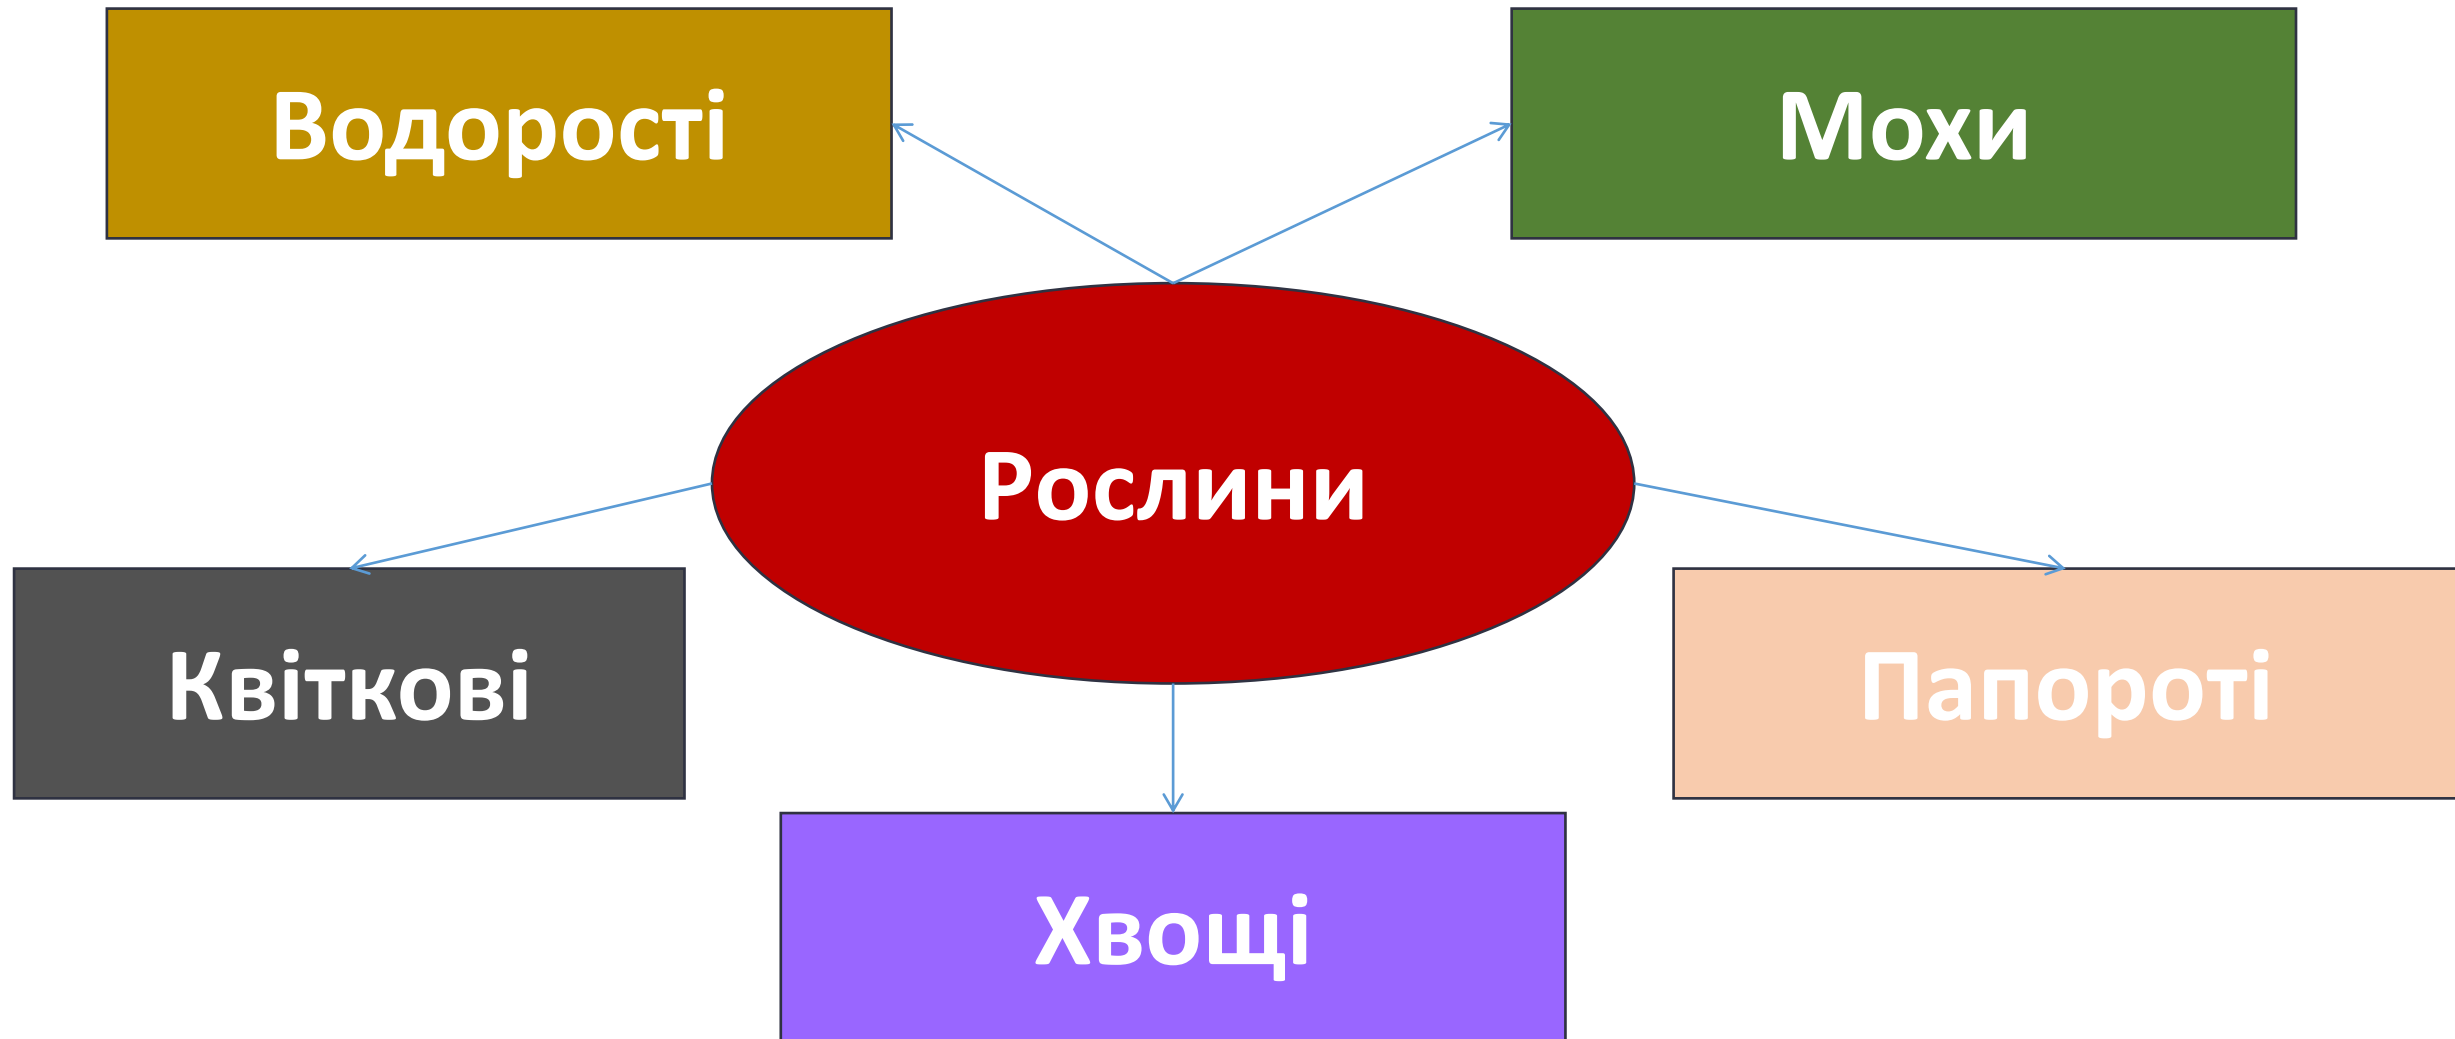 Водорості
Мохи
Рослини
Квіткові
Папороті
Хвощі